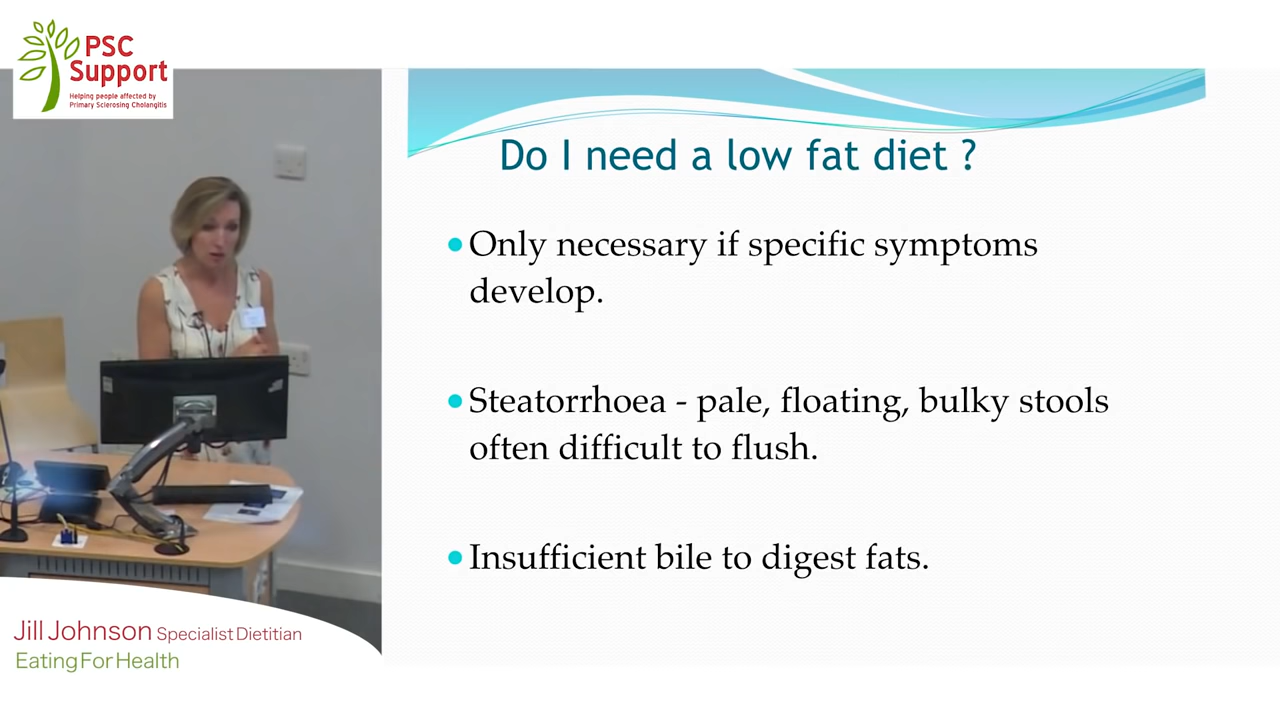 PSC
Support
Helping people affected by
Primary Sclerosing Cholangitis
Do I need a low fat diet ?
Only necessary if specific symptoms
develop.
Steatorrhoea - pale, floating, bulky stools
often difficult to flush.
Insufficient bile to digest fats.
Jill Johnson Specialist Dietitian
Eating For Health